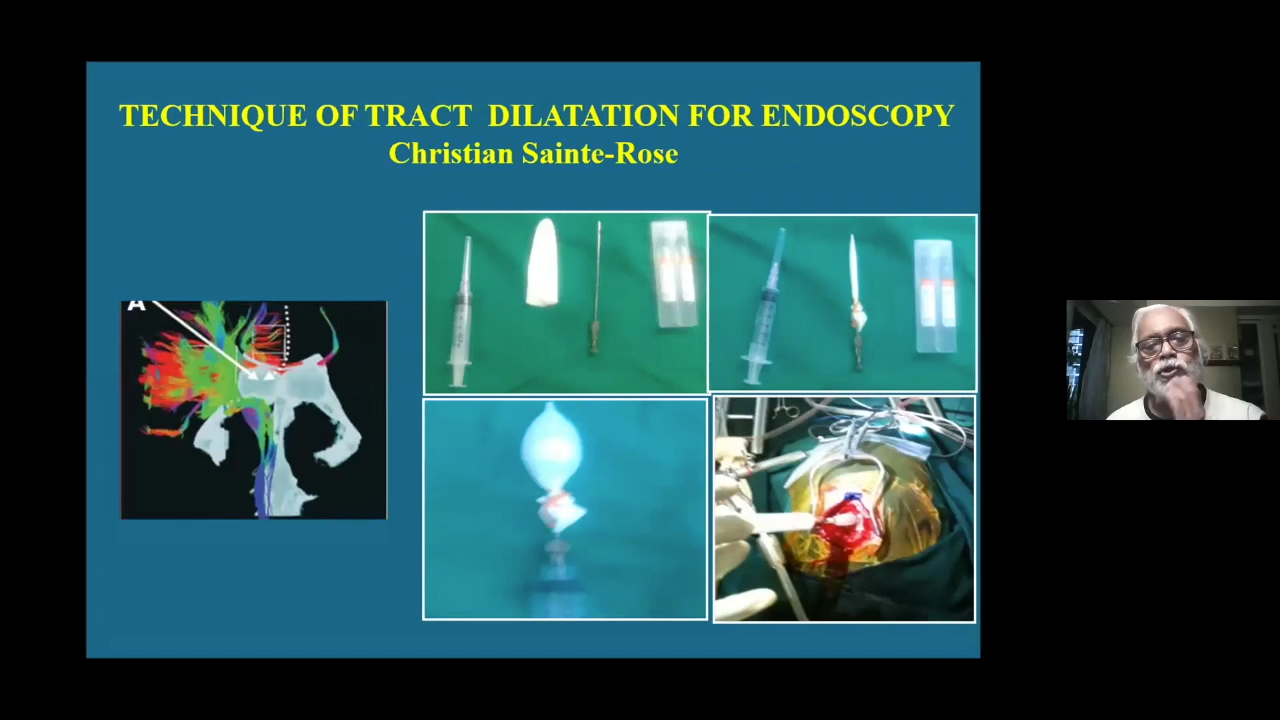 TECHNIQUE OF TRACT DILATATION FOR ENDOSCOPY
Christian Sainte-Rose
A